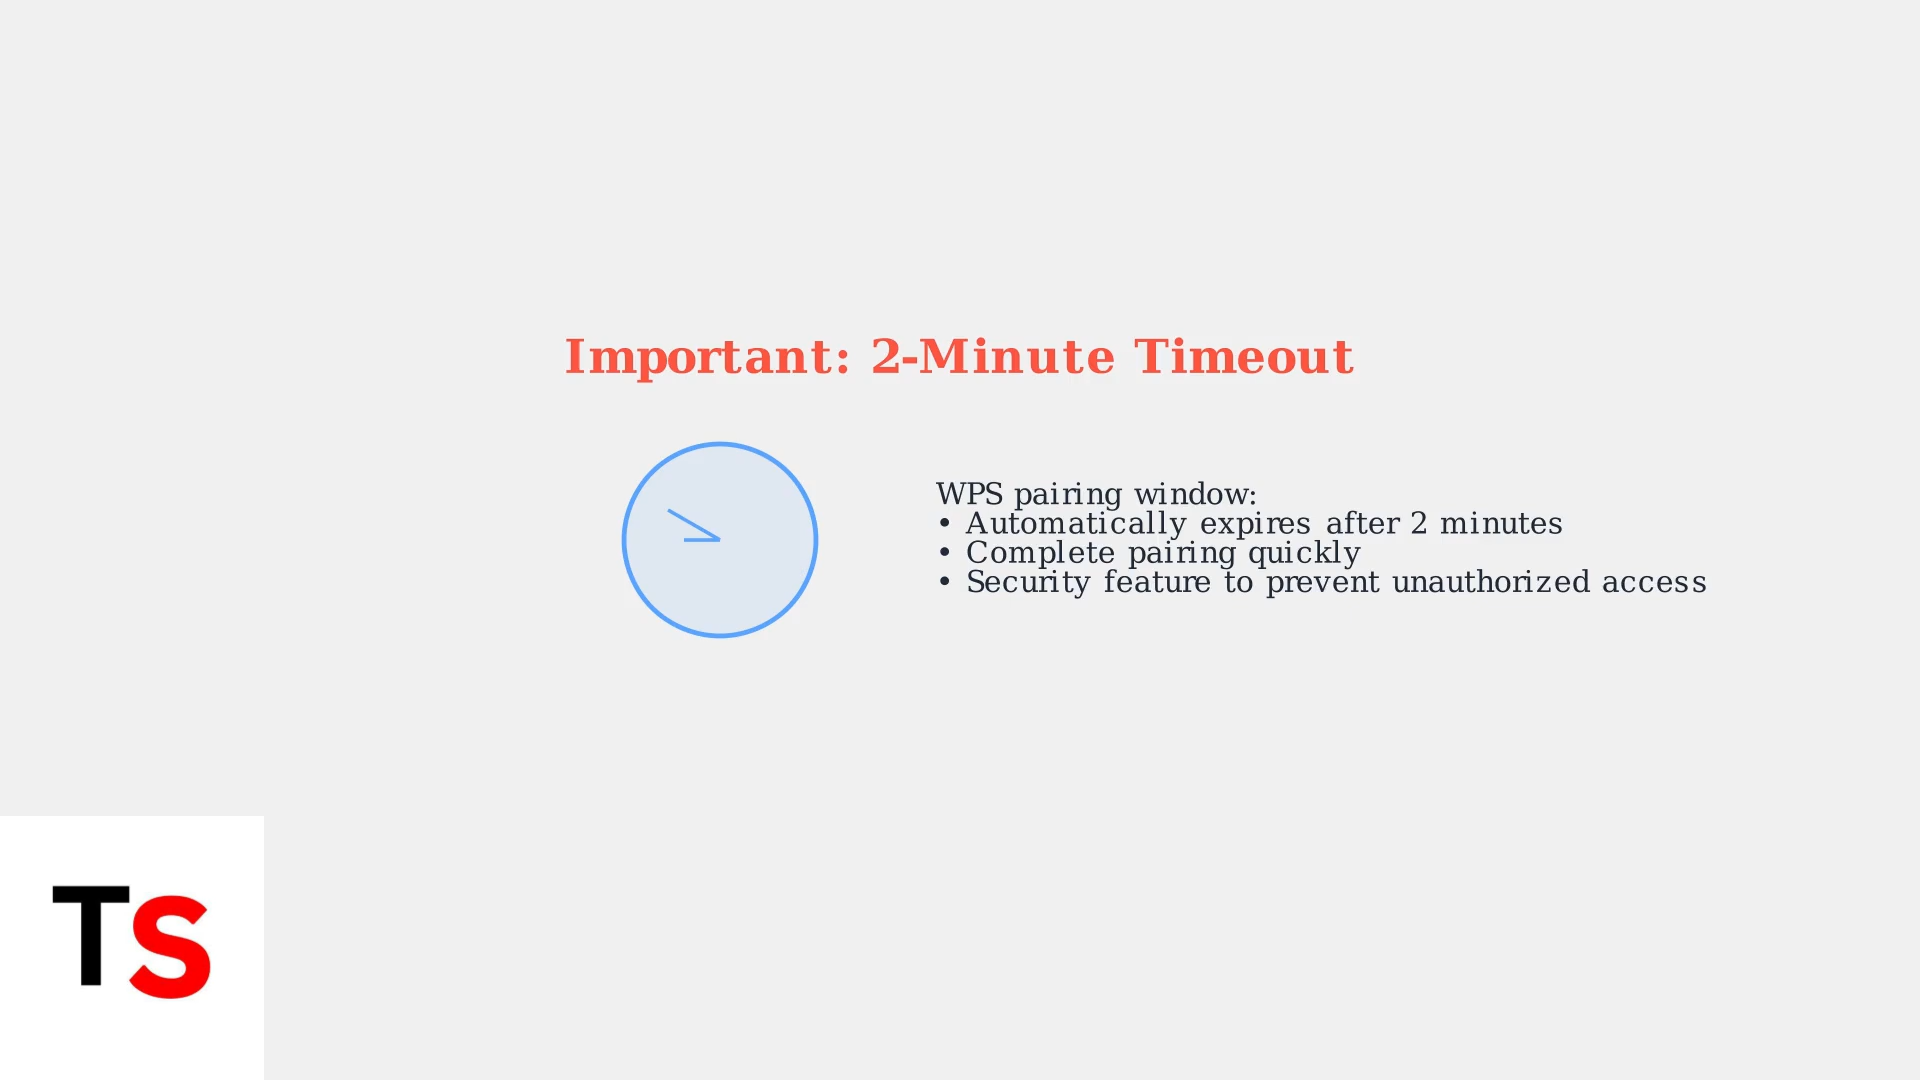 Important: 2-Minute Timeout
WPS pairing window:
• Automatically expires after 2 minutes
• Complete pairing quickly
• Security feature to prevent unauthorized access
TS